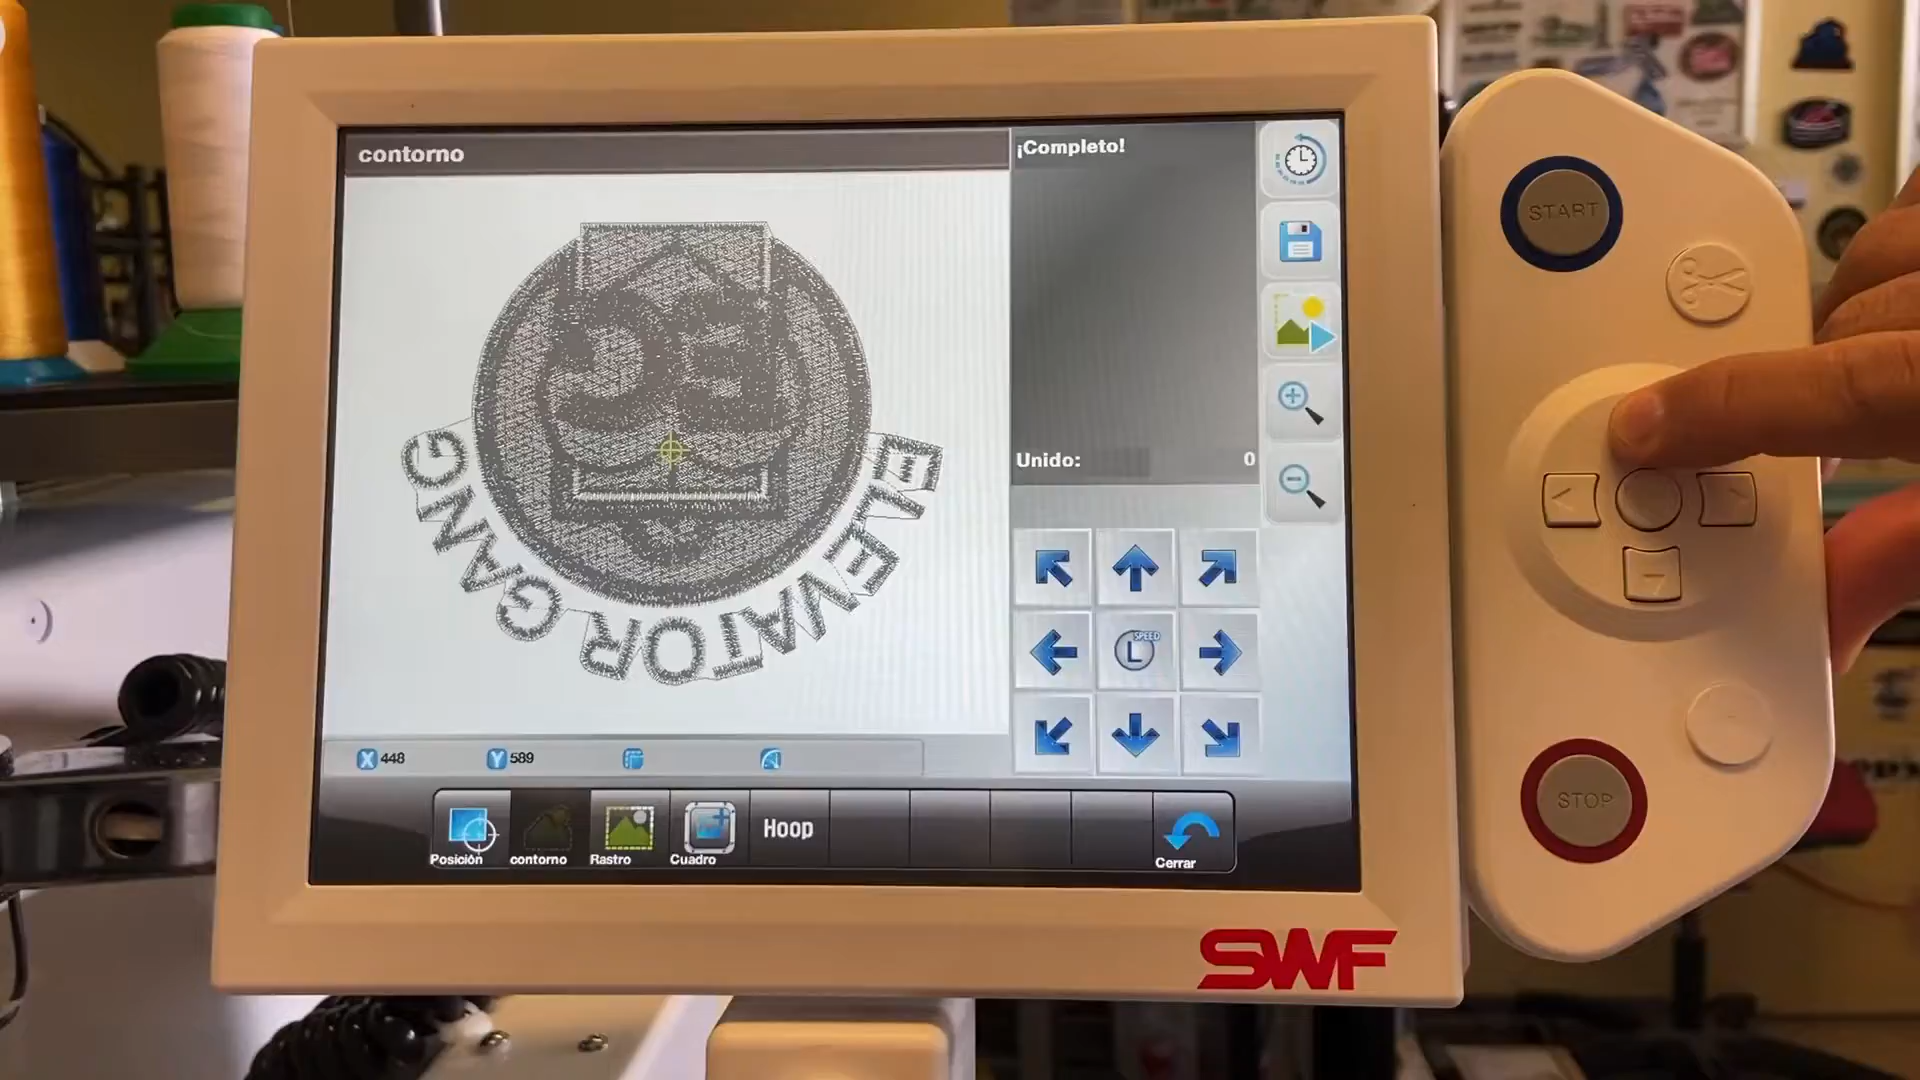 contorno
¡Completo!
START
Unido: 0
ELEVATOR GANG
SPEED
L
X 448
Y 589
STOP
Posición
contorno
Rastro
Cuadro
Hoop
Cerrar
SWF